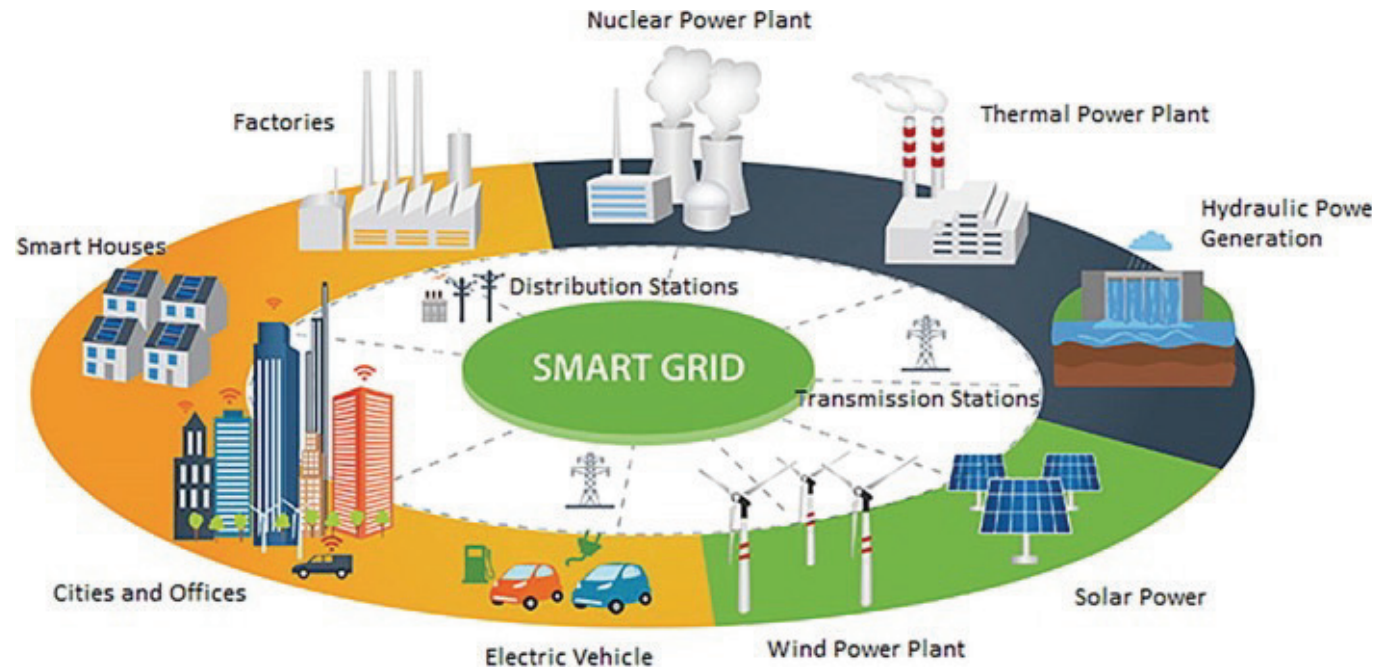 Nuclear Power Plant
Factories
Thermal Power Plant
Hydraulic Powe
Generation
Smart Houses
Distribution Stations
SMART GRID
Transmission Stations
Cities and Offices
Solar Power
Wind Power Plant
Electric Vehicle